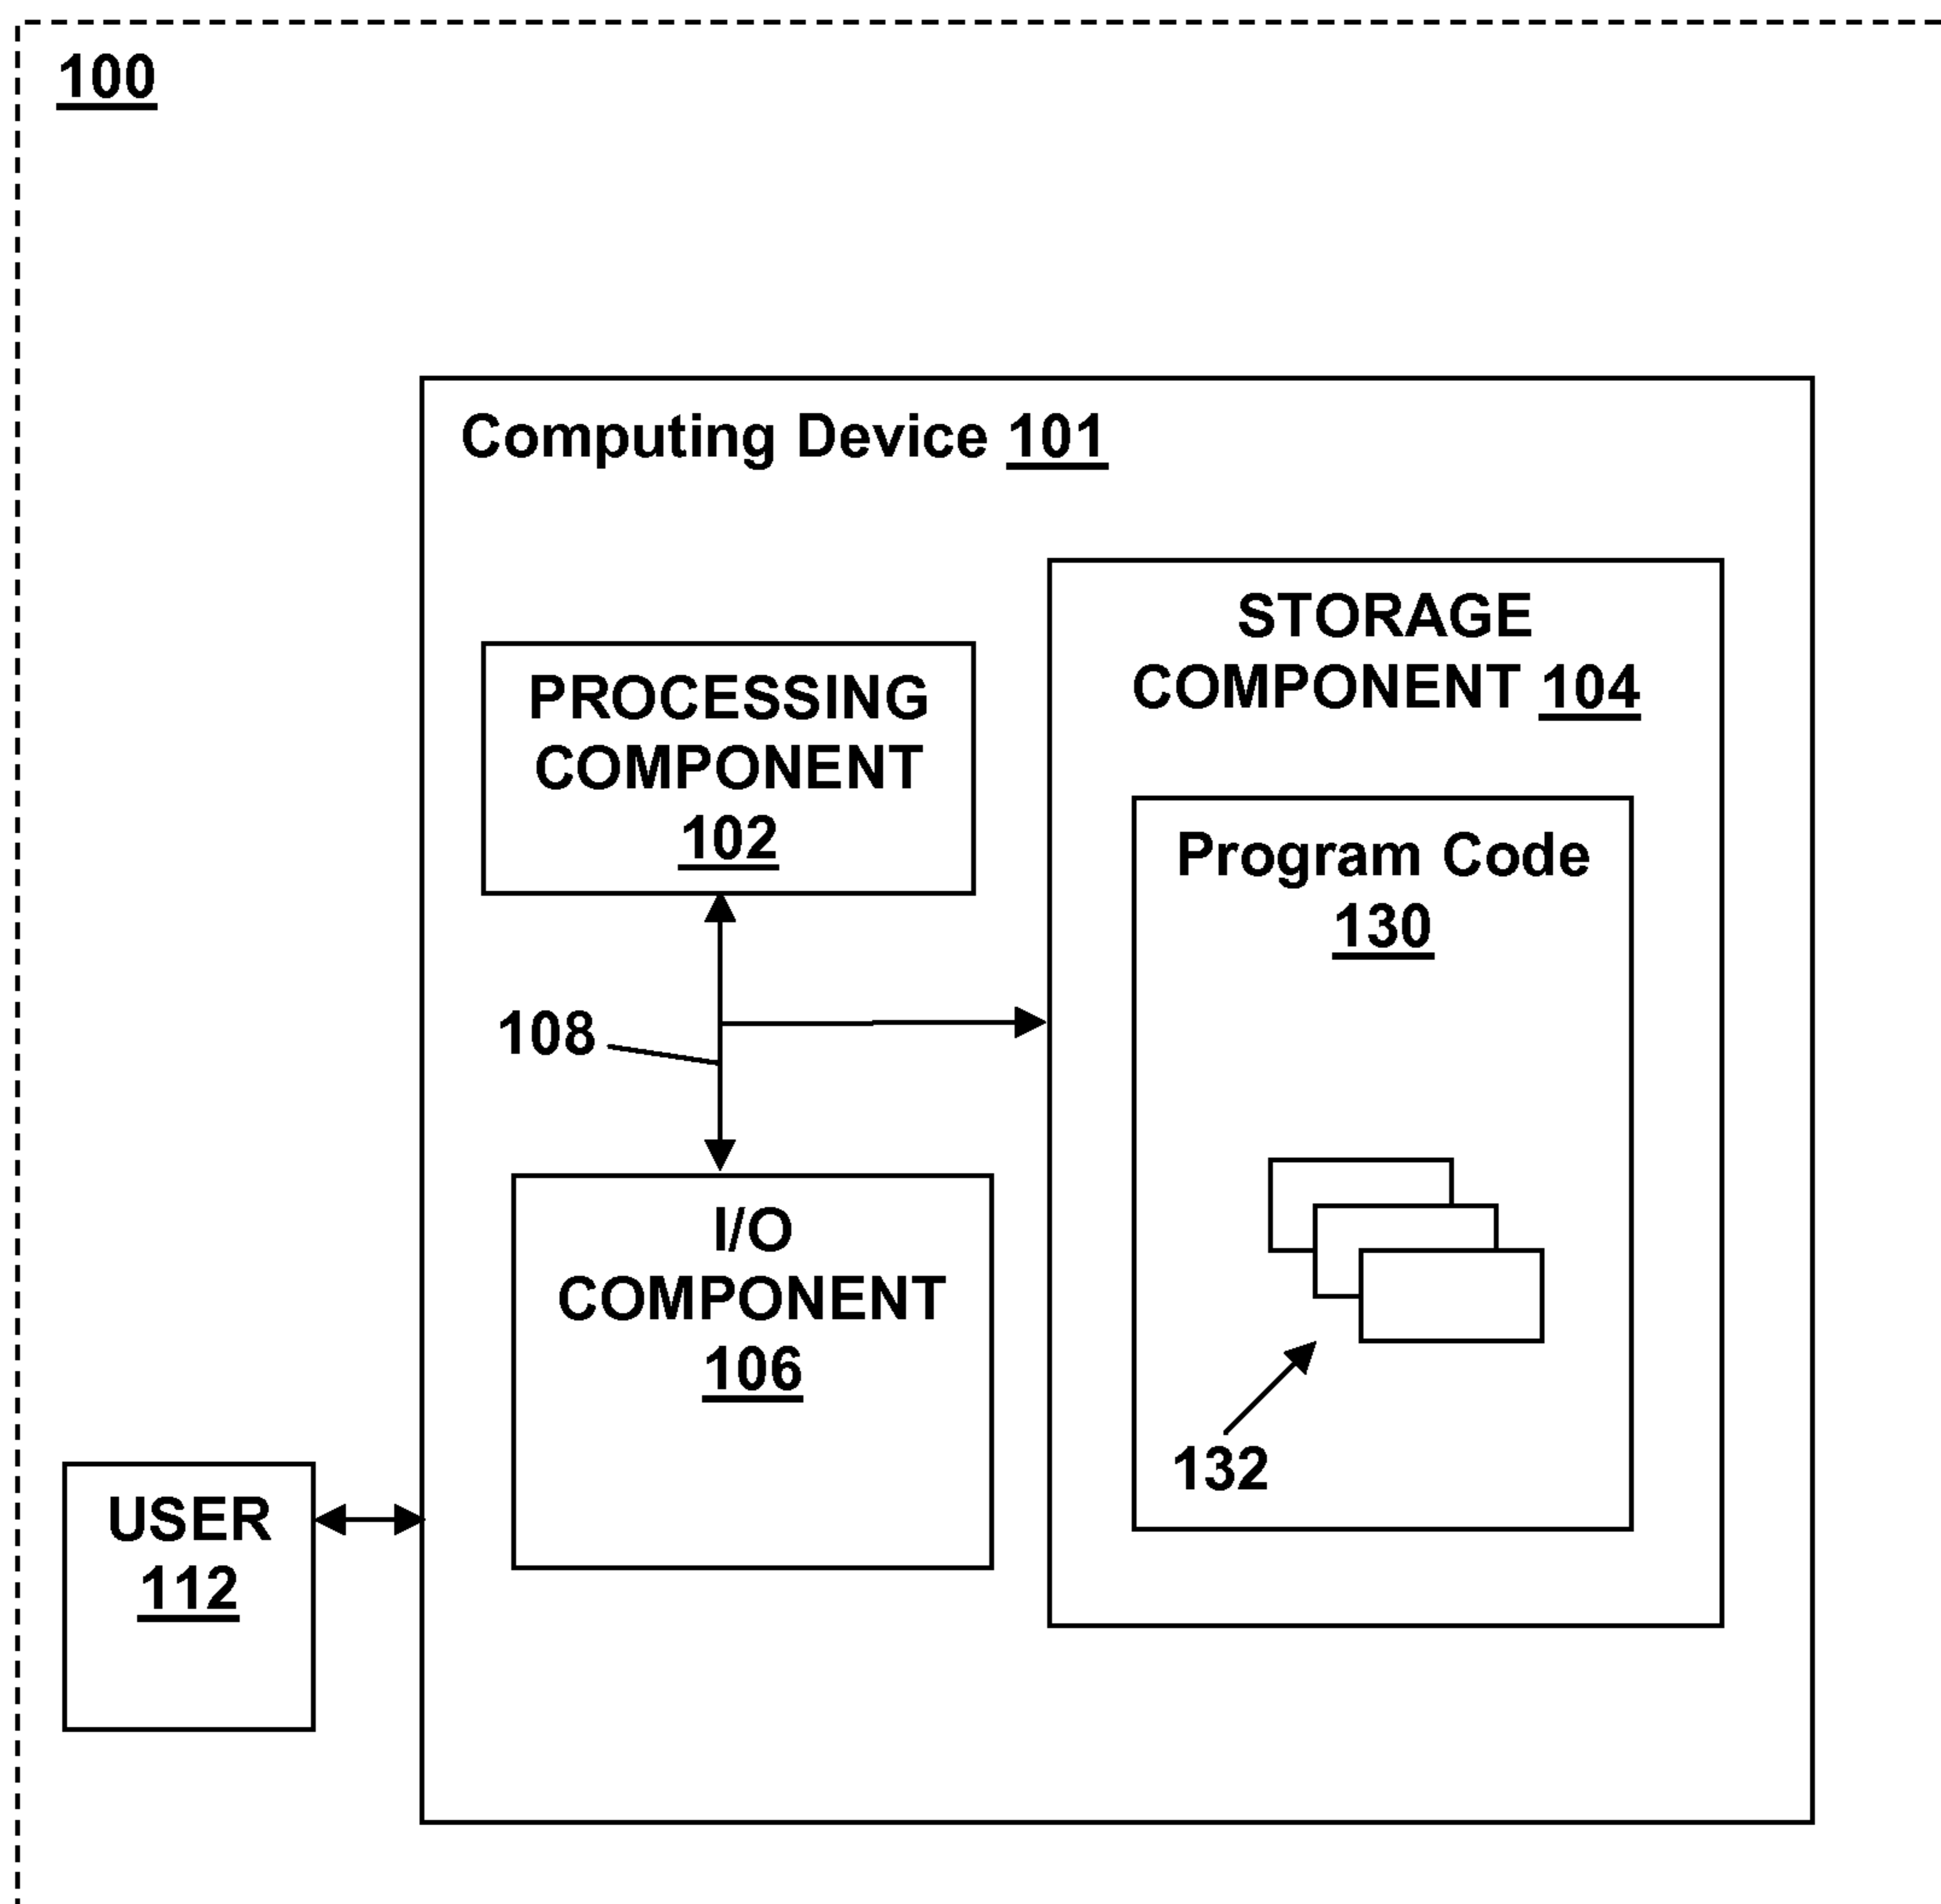 100
Computing Device 101
STORAGE
COMPONENT 104
PROCESSING
COMPONENT
102
Program Code
130
108
I/O
COMPONENT
106
132
USER
112